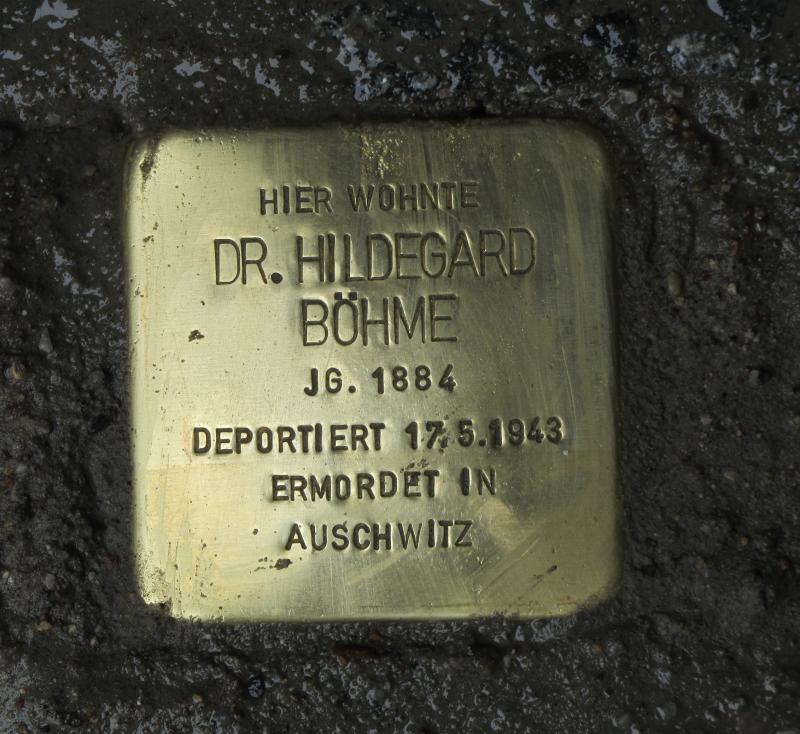 HIER WOHNTE
DR. HILDEGARD
BÖHME
JG. 1884
DEPORTIERT 17.5.1943
ERMORDET IN
AUSCHWITZ